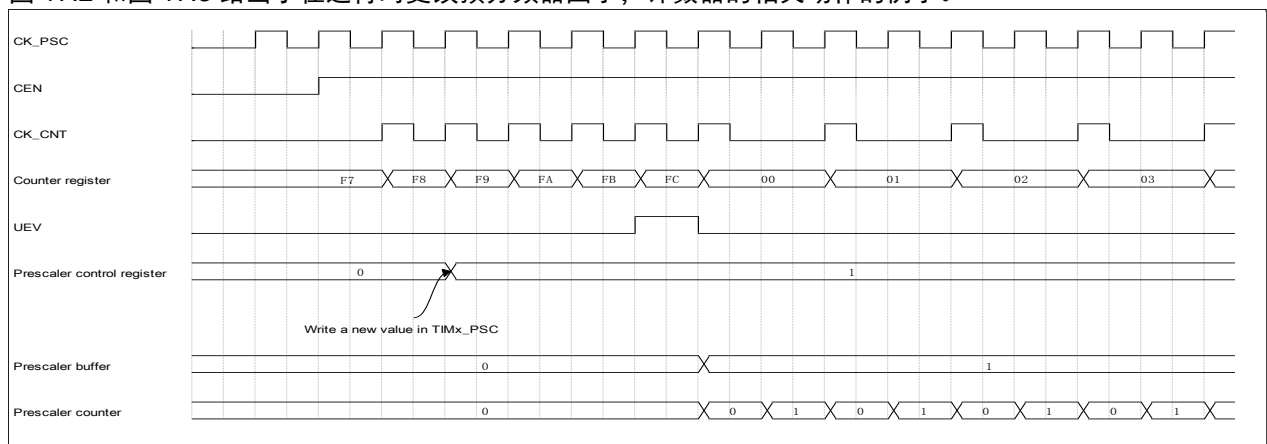 CK_PSC
CEN
CK_CNT
Counter register F7 F8 F9 FA FB FC 00 01 02 03
UEV
Prescaler control register 0 1
Write a new value in TIMx_PSC
Prescaler buffer 0 1
Prescaler counter 0 0 1 0 1 0 1 0 1